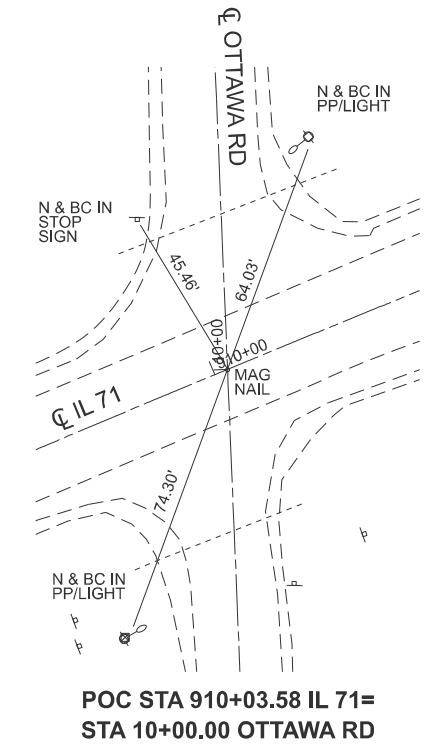 ℄ OTTAWA RD
N & BC IN
PP/LIGHT
N & BC IN
STOP
SIGN
45.46'
64.03'
10+00
910+00
MAG
NAIL
℄ IL 71
74.30'
N & BC IN
PP/LIGHT
POC STA 910+03.58 IL 71=
STA 10+00.00 OTTAWA RD